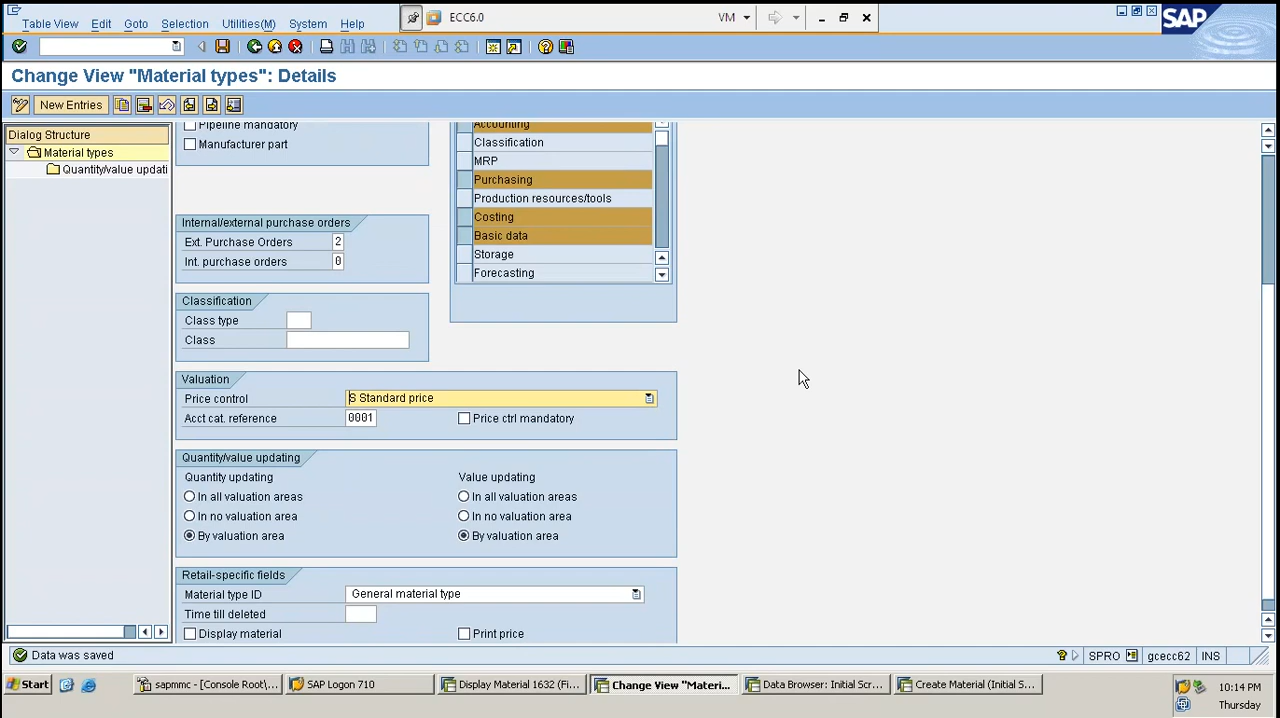 Table View Edit Goto Selection Utilities(M) System Help
ECC6.0
VM
SAP
Change View "Material types": Details
New Entries
Dialog Structure
Material types
Quantity/value updati
Pipeline mandatory
Manufacturer part
Accounting
Classification
MRP
Purchasing
Production resources/tools
Costing
Basic data
Storage
Forecasting
Internal/external purchase orders
Ext. Purchase Orders 2
Int. purchase orders 0
Classification
Class type
Class
Valuation
Price control S Standard price
Acct cat. reference 0001 Price ctrl mandatory
Quantity/value updating
Quantity updating Value updating
In all valuation areas In all valuation areas
In no valuation area In no valuation area
By valuation area By valuation area
Retail-specific fields
Material type ID General material type
Time till deleted
Display material Print price
Data was saved
SPRO gcecc62 INS
Start sapmmc - [Console Root\... SAP Logon 710 Display Material 1632 (Fi... Change View "Materi... Data Browser: Initial Scr... Create Material (Initial S... 10:14 PM
Thursday